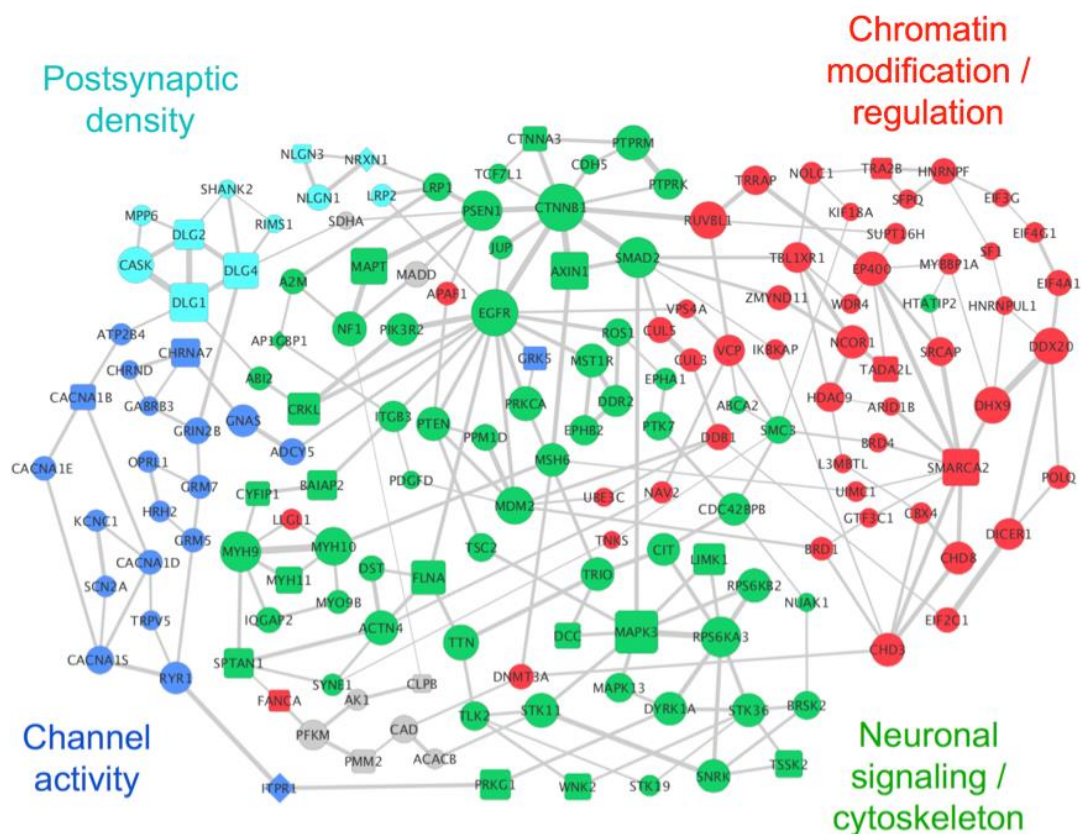 Chromatin
modification /
regulation
Postsynaptic
density
CTNNA3
PTPRM
NLGN3
NRXN1
TCF7L1
CDH5
NOLC1
TRA2B
HNRNPF
SHANK2
NLGN1
LRP2
LRP1
PTPRK
TRRAP
SFPQ
EIF3G
MPP6
RIMS1
SDHA
PSEN1
CTNNB1
RUVBL1
KIF18A
DLG2
SUPT16H
EIF4G1
CASK
DLG4
MAPT
MADD
JUP
AXIN1
SMAD2
TBL1XR1
EP400
MYBBP1A
SF1
A2M
APAF1
ZMYND11
WDR4
HTATIP2
HNRNPUL1
EIF4A1
DLG1
EGFR
VPS4A
ATP2B4
AP1GBP1
NF1
PIK3R2
ROS1
CUL5
VCP
IKBKAP
NCOR1
SRCAP
DDX20
CHRNA7
GRK5
MST1R
CUL3
TADA2L
CHRND
ABI2
EPHA1
CACNA1B
GABRB3
CRKL
ITGB3
PRKCA
DDR2
ABCA2
HDAC9
ARID1B
DHX9
GRIN2B
GNAS
PTEN
PPM1D
EPHB2
PTK7
SMC3
ADCY5
DDB1
BRD4
CACNA1E
OPRL1
MSH6
L3MBTL
SMARCA2
POLQ
GRM7
CYFIP1
BAIAP2
PDGFD
UBE3C
NAV2
UIMC1
HRH2
MDM2
CDC42BPB
GTF3C1
CBX4
KCNC1
LLGL1
DICER1
GRM5
MYH9
MYH10
TSC2
TNKS
CIT
LIMK1
BRD1
CHD8
CACNA1D
DST
FLNA
SCN2A
MYH11
TRIO
RPS6KB2
MYO9B
NUAK1
TRPV5
IQGAP2
ACTN4
TTN
DCC
MAPK3
RPS6KA3
EIF2C1
CACNA1S
RYR1
SPTAN1
CHD3
SYNE1
CLPB
DNMT3A
MAPK13
FANCA
AK1
BRSK2
PFKM
CAD
TLK2
STK11
DYRK1A
STK36
Channel
activity
PMM2
ACACB
Neuronal
signaling /
cytoskeleton
ITPR1
PRKG1
WNK2
STK19
SNRK
TSSK2